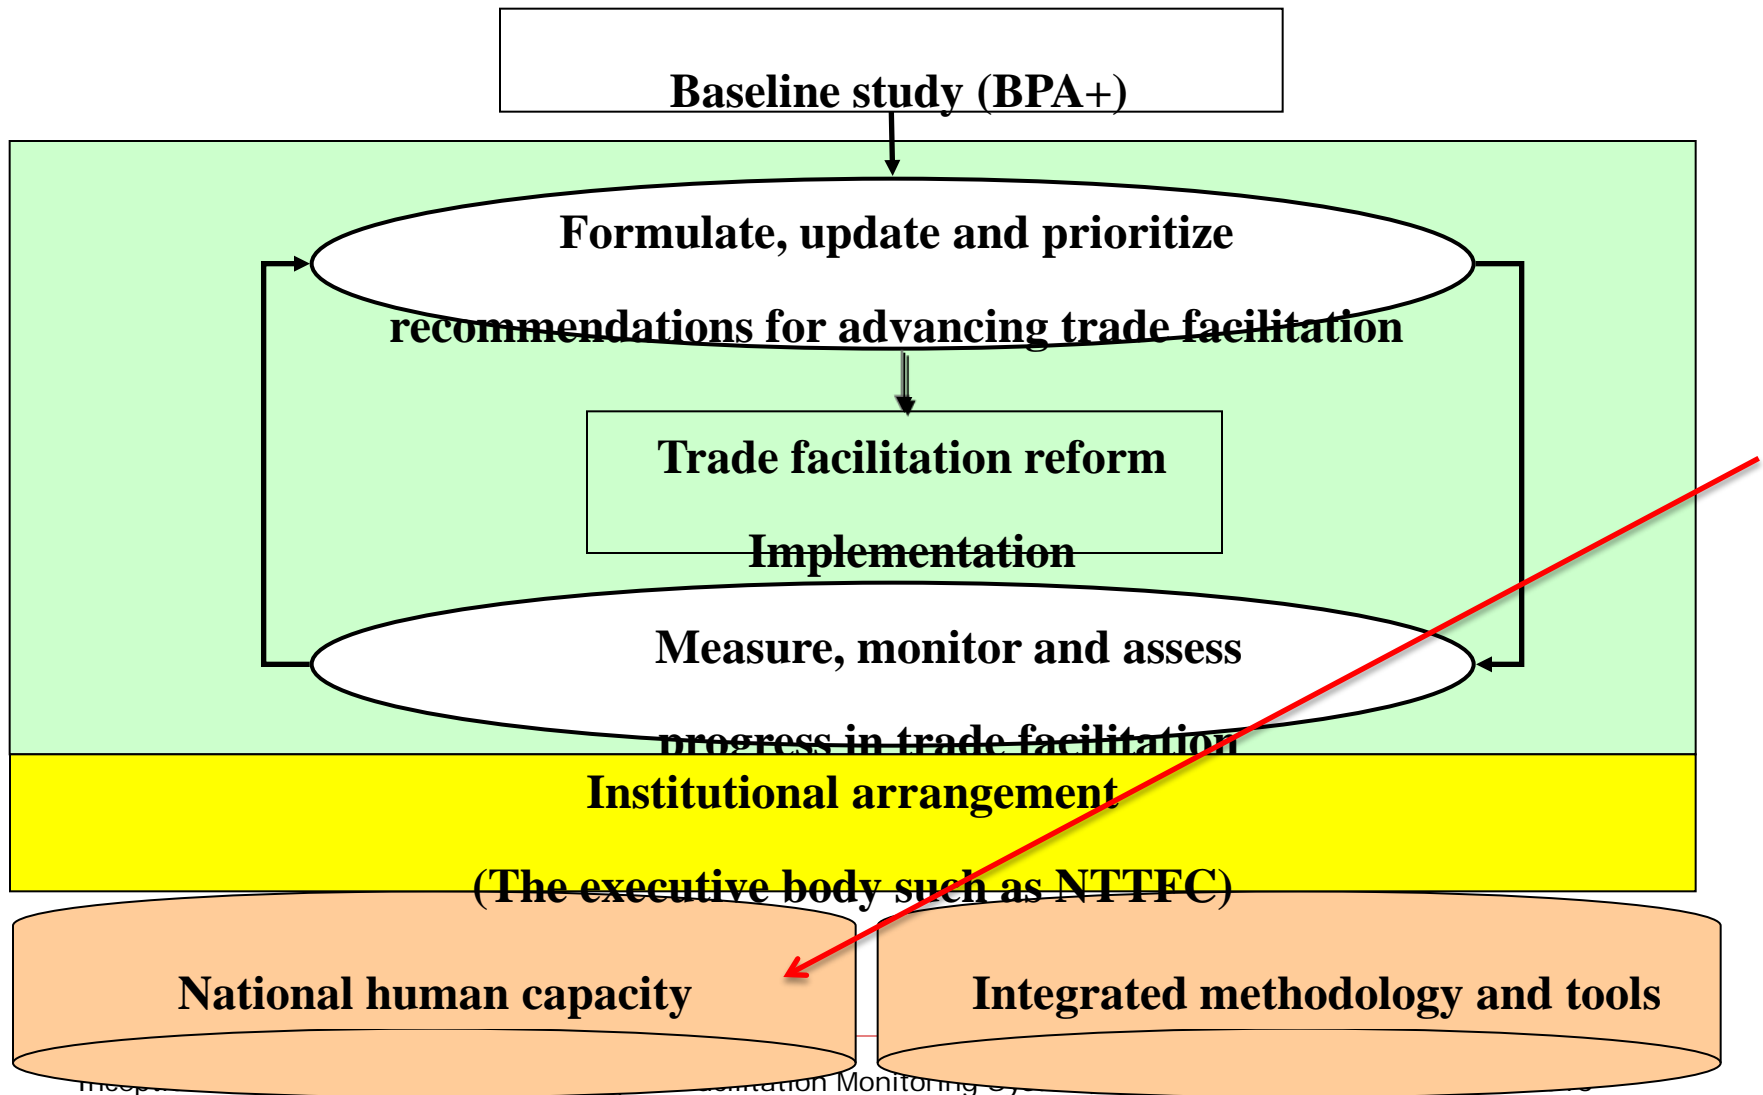 Baseline study (BPA+)
Formulate, update and prioritize
recommendations for advancing trade facilitation
Trade facilitation reform
Implementation
Measure, monitor and assess
progress in trade facilitation
Institutional arrangement
(The executive body such as NTTFC)
National human capacity
Integrated methodology and tools
Monitoring